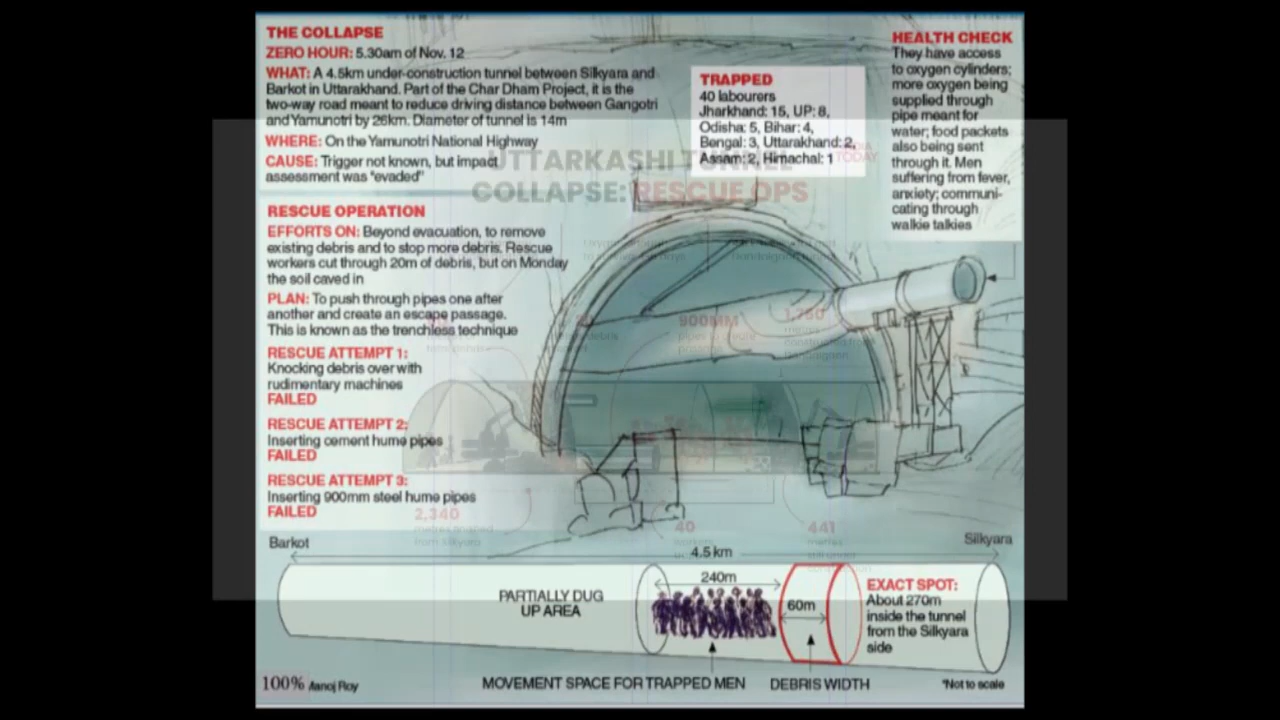 THE COLLAPSE
ZERO HOUR: 5.30am of Nov. 12
WHAT: A 4.5km under-construction tunnel between Silkyara and
Barkot in Uttarakhand. Part of the Char Dham Project, it is the
two-way road meant to reduce driving distance between Gangotri
and Yamunotri by 26km. Diameter of tunnel is 14m
WHERE: On the Yamunotri National Highway
CAUSE: Trigger not known, but impact
assessment was "evaded"
TRAPPED
40 labourers
Jharkhand: 15, UP: 8,
Odisha: 5, Bihar: 4,
Bengal: 3, Uttarakhand: 2,
Assam: 2, Himachal: 1
HEALTH CHECK
They have access
to oxygen cylinders;
more oxygen being
supplied through
pipe meant for
water; food packets
also being sent
through it. Men
suffering from fever,
anxiety; communi-
cating through
walkie talkies
UTTARKASHI TUNNEL
COLLAPSE: RESCUE OPS
TODAY
RESCUE OPERATION
EFFORTS ON: Beyond evacuation, to remove
existing debris and to stop more debris. Rescue
workers cut through 20m of debris, but on Monday
the soil caved in
PLAN: To push through pipes one after
another and create an escape passage.
This is known as the trenchless technique
RESCUE ATTEMPT 1:
Knocking debris over with
rudimentary machines
FAILED
RESCUE ATTEMPT 2:
Inserting cement hume pipes
FAILED
RESCUE ATTEMPT 3:
Inserting 900mm steel hume pipes
FAILED
900MM
1,750
2,340
40
441
Barkot
4.5 km
Silkyara
240m
60m
PARTIALLY DUG
UP AREA
EXACT SPOT:
About 270m
inside the tunnel
from the Silkyara
side
100% Manoj Roy
MOVEMENT SPACE FOR TRAPPED MEN
DEBRIS WIDTH
*Not to scale